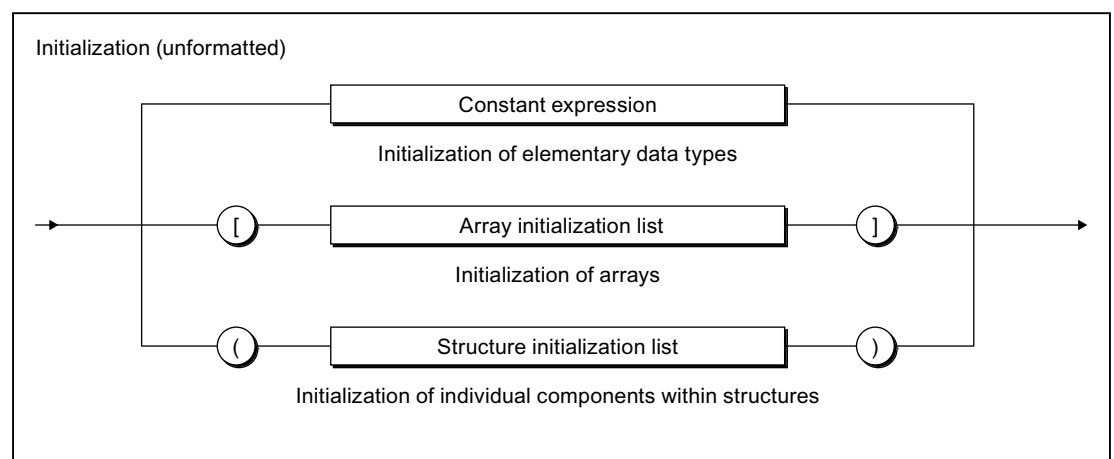 Initialization (unformatted)
Constant expression
Initialization of elementary data types
[ Array initialization list ]
Initialization of arrays
( Structure initialization list )
Initialization of individual components within structures